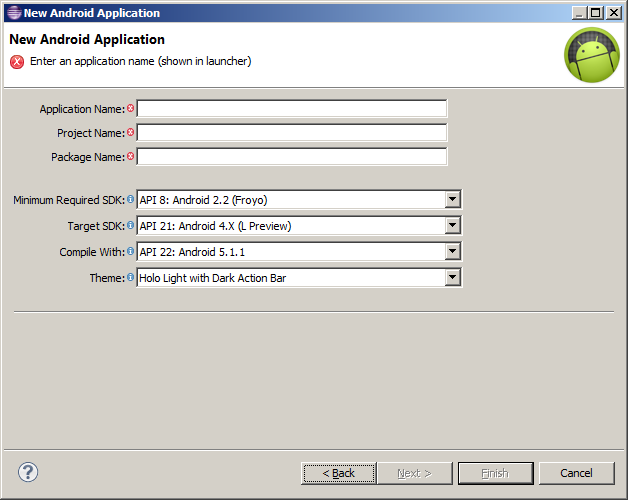 New Android Application
New Android Application
Enter an application name (shown in launcher)
Application Name:
Project Name:
Package Name:
Minimum Required SDK: API 8: Android 2.2 (Froyo)
Target SDK: API 21: Android 4.X (L Preview)
Compile With: API 22: Android 5.1.1
Theme: Holo Light with Dark Action Bar
? < Back Next > Finish Cancel